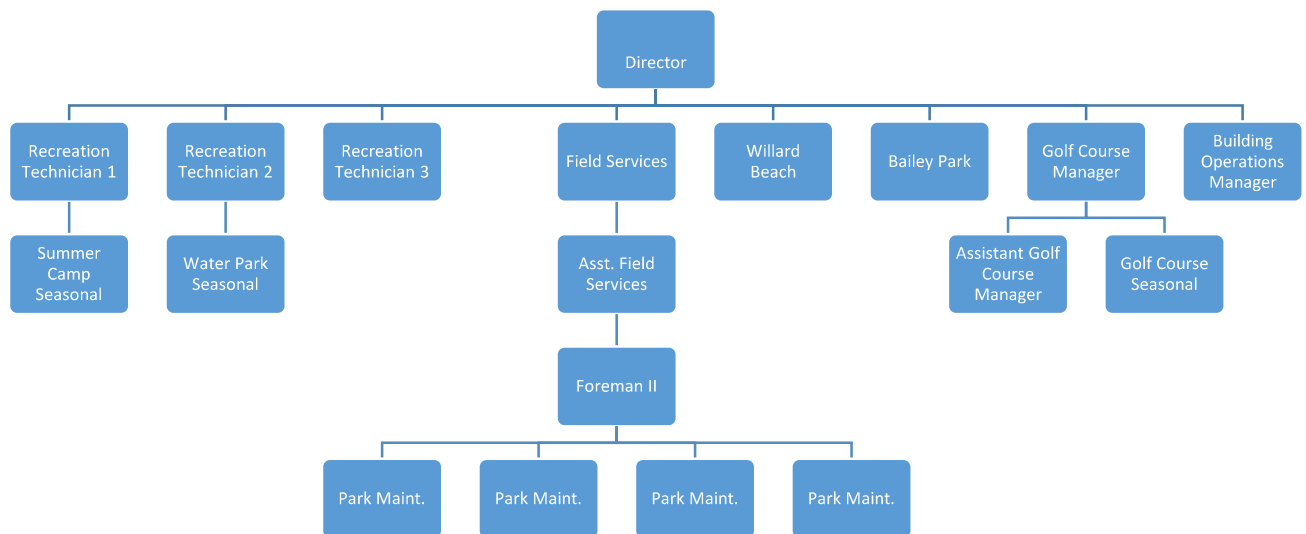 Director
Recreation
Technician 1
Recreation
Technician 2
Recreation
Technician 3
Field Services
Willard
Beach
Bailey Park
Golf Course
Manager
Building
Operations
Manager
Summer
Camp
Seasonal
Water Park
Seasonal
Asst. Field
Services
Assistant Golf
Course
Manager
Golf Course
Seasonal
Foreman II
Park Maint.
Park Maint.
Park Maint.
Park Maint.